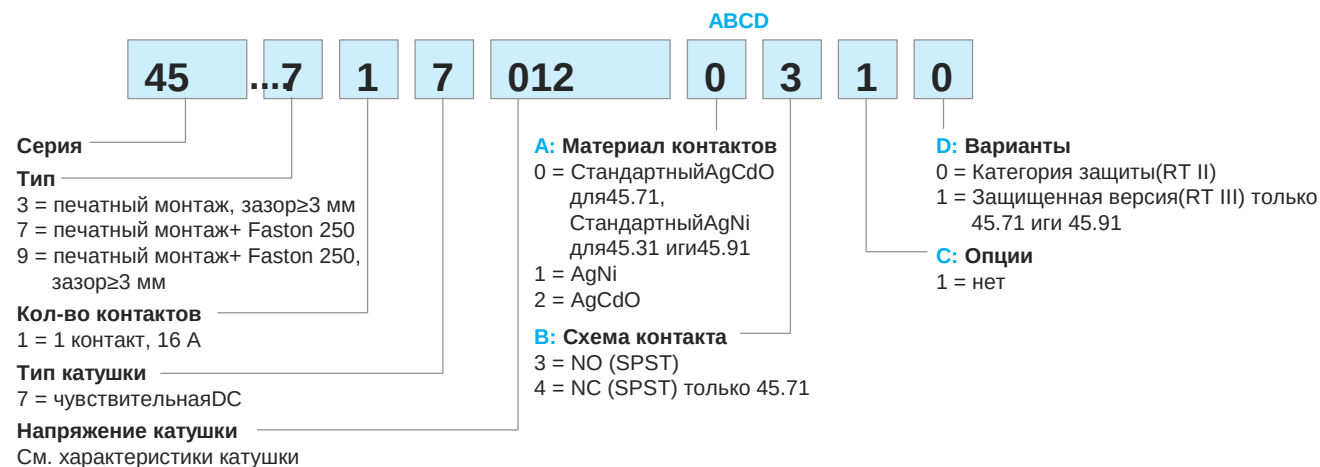 ABCD
45 ....7 1 7 012 0 3 1 0
Серия
Тип
3 = печатный монтаж, зазор≥3 мм
7 = печатный монтаж+ Faston 250
9 = печатный монтаж+ Faston 250,
зазор≥3 мм
Кол-во контактов
1 = 1 контакт, 16 A
Тип катушки
7 = чувствительнаяDC
Напряжение катушки
См. характеристики катушки
A: Материал контактов
0 = СтандартныйAgCdO
для45.71,
СтандартныйAgNi
для45.31 иги45.91
1 = AgNi
2 = AgCdO
B: Схема контакта
3 = NO (SPST)
4 = NC (SPST) только 45.71
D: Варианты
0 = Категория защиты(RT II)
1 = Защищенная версия(RT III) только
45.71 иги 45.91
C: Опции
1 = нет